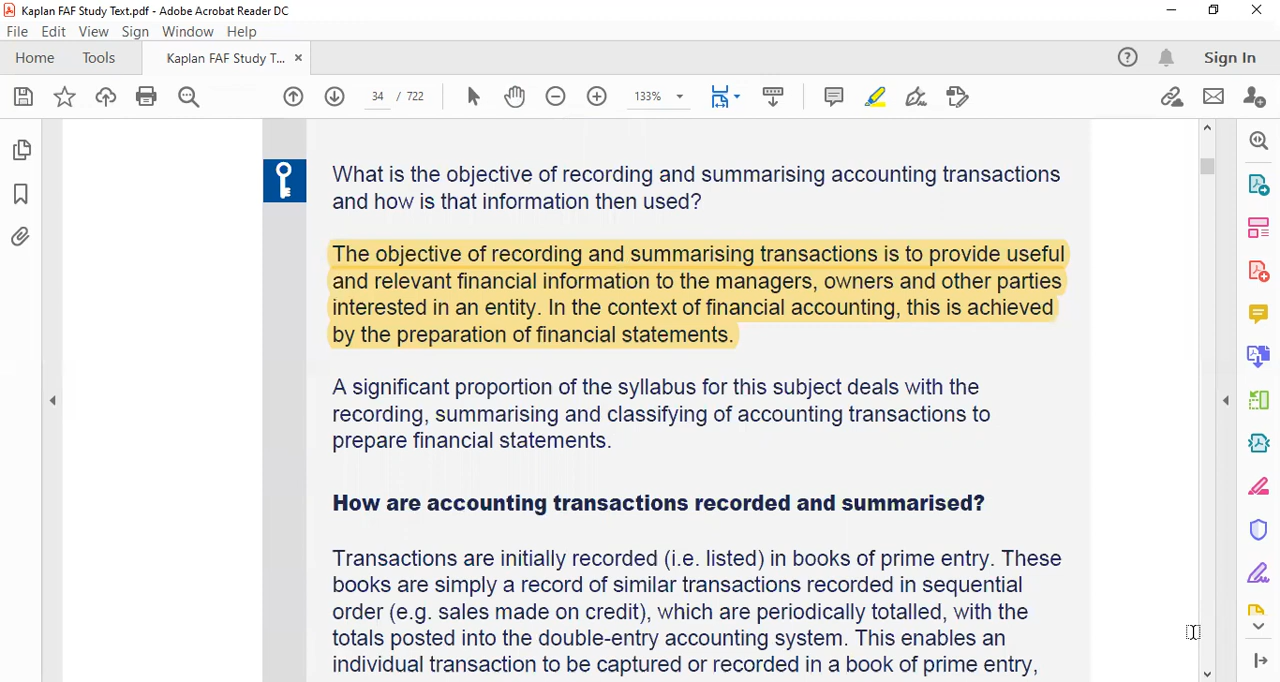 Kaplan FAF Study Text.pdf - Adobe Acrobat Reader DC
File Edit View Sign Window Help
Home Tools Kaplan FAF Study T... × Sign In
34 / 722 133%
What is the objective of recording and summarising accounting transactions
and how is that information then used?
The objective of recording and summarising transactions is to provide useful
and relevant financial information to the managers, owners and other parties
interested in an entity. In the context of financial accounting, this is achieved
by the preparation of financial statements.
A significant proportion of the syllabus for this subject deals with the
recording, summarising and classifying of accounting transactions to
prepare financial statements.
How are accounting transactions recorded and summarised?
Transactions are initially recorded (i.e. listed) in books of prime entry. These
books are simply a record of similar transactions recorded in sequential
order (e.g. sales made on credit), which are periodically totalled, with the
totals posted into the double-entry accounting system. This enables an
individual transaction to be captured or recorded in a book of prime entry,